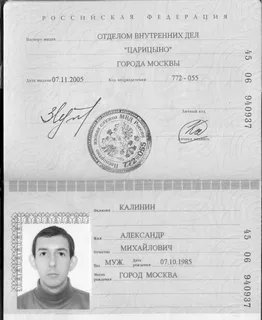 РОССИЙСКАЯ ФЕДЕРАЦИЯ
Паспорт выдан ОТДЕЛОМ ВНУТРЕННИХ ДЕЛ
"ЦАРИЦЫНО"
ГОРОДА МОСКВЫ
Дата выдачи 07.11.2005 Код подразделения 772-055
Личный код
45 06 940937
Фамилия КАЛИНИН
Имя АЛЕКСАНДР
Отчество МИХАЙЛОВИЧ
Пол МУЖ. Дата рождения 07.10.1985
Место рождения ГОРОД МОСКВА
45 06 940937